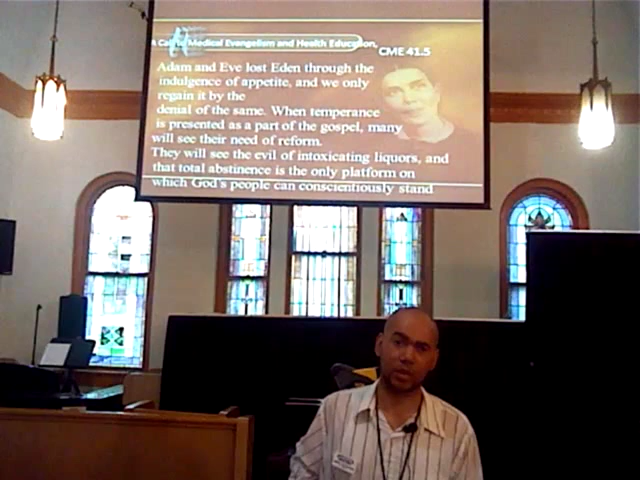 A Call to Medical Evangelism and Health Education, CME 41.5
Adam and Eve lost Eden through the
indulgence of appetite, and we only
regain it by the
denial of the same. When temperance
is presented as a part of the gospel, many
will see their need of reform.
They will see the evil of intoxicating liquors, and
that total abstinence is the only platform on
which God's people can conscientiously stand